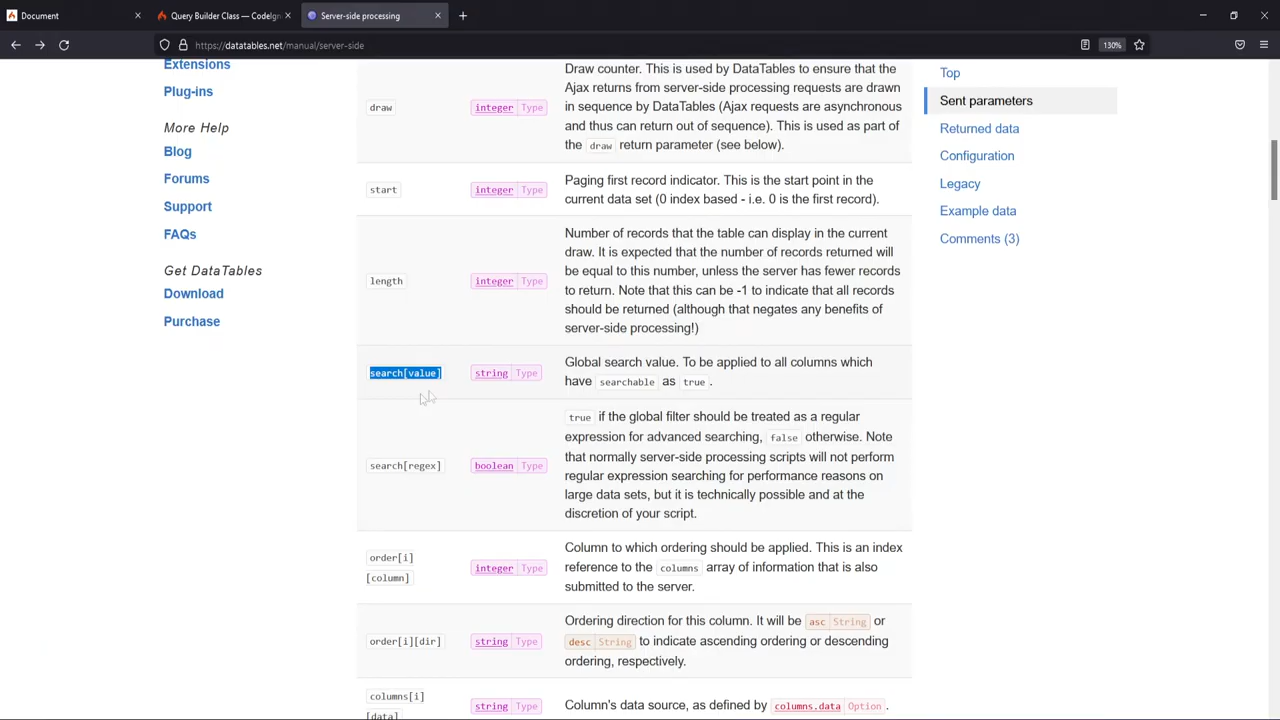 Document
Query Builder Class — CodeIgn
Server-side processing
https://datatables.net/manual/server-side
130%
Extensions
Plug-ins
More Help
Blog
Forums
Support
FAQs
Get DataTables
Download
Purchase
draw
integer Type
Draw counter. This is used by DataTables to ensure that the
Ajax returns from server-side processing requests are drawn
in sequence by DataTables (Ajax requests are asynchronous
and thus can return out of sequence). This is used as part of
the draw return parameter (see below).
start
integer Type
Paging first record indicator. This is the start point in the
current data set (0 index based - i.e. 0 is the first record).
length
integer Type
Number of records that the table can display in the current
draw. It is expected that the number of records returned will
be equal to this number, unless the server has fewer records
to return. Note that this can be -1 to indicate that all records
should be returned (although that negates any benefits of
server-side processing!)
search[value]
string Type
Global search value. To be applied to all columns which
have searchable as true .
search[regex]
boolean Type
true if the global filter should be treated as a regular
expression for advanced searching, false otherwise. Note
that normally server-side processing scripts will not perform
regular expression searching for performance reasons on
large data sets, but it is technically possible and at the
discretion of your script.
order[i]
[column]
integer Type
Column to which ordering should be applied. This is an index
reference to the columns array of information that is also
submitted to the server.
order[i][dir]
string Type
Ordering direction for this column. It will be asc String or
desc String to indicate ascending ordering or descending
ordering, respectively.
columns[i]
[data]
string Type
Column's data source, as defined by columns.data Option .
Top
Sent parameters
Returned data
Configuration
Legacy
Example data
Comments (3)